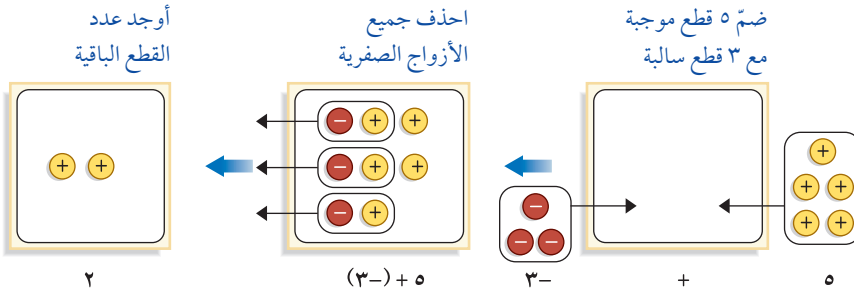 ضمّ ٥ قطع موجبة
مع ٣ قطع سالبة
احذف جميع
الأزواج الصفرية
أوجد عدد
القطع الباقية
+
+ +
+ +
−
− −
− + +
− + +
− +
+ +
٥
+
−٣
٥ + (−٣)
٢